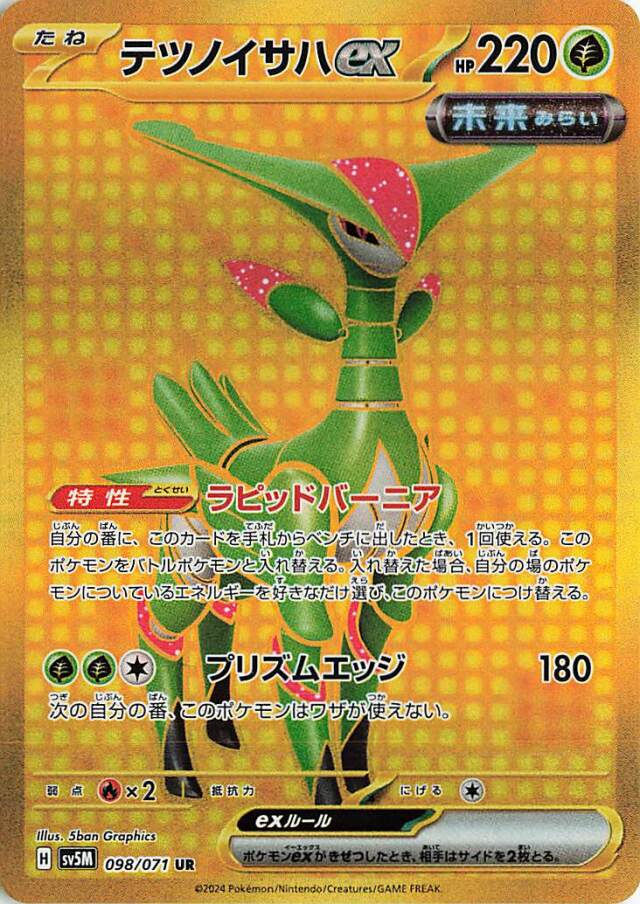 たね テツノイサハex HP220
未来 みらい
特性 とくせい ラピッドバーニア
自分の番に、このカードを手札からベンチに出したとき、1回使える。この
ポケモンをバトルポケモンと入れ替える。入れ替えた場合、自分の場のポケ
モンについているエネルギーを好きなだけ選び、このポケモンにつけ替える。
プリズムエッジ 180
次の自分の番、このポケモンはワザが使えない。
弱点 ×2 抵抗力 にげる
exルール
ポケモンexがきぜつしたとき、相手はサイドを2枚とる。
Illus. 5ban Graphics
H sv5M 098/071 UR
©2024 Pokémon/Nintendo/Creatures/GAME FREAK.